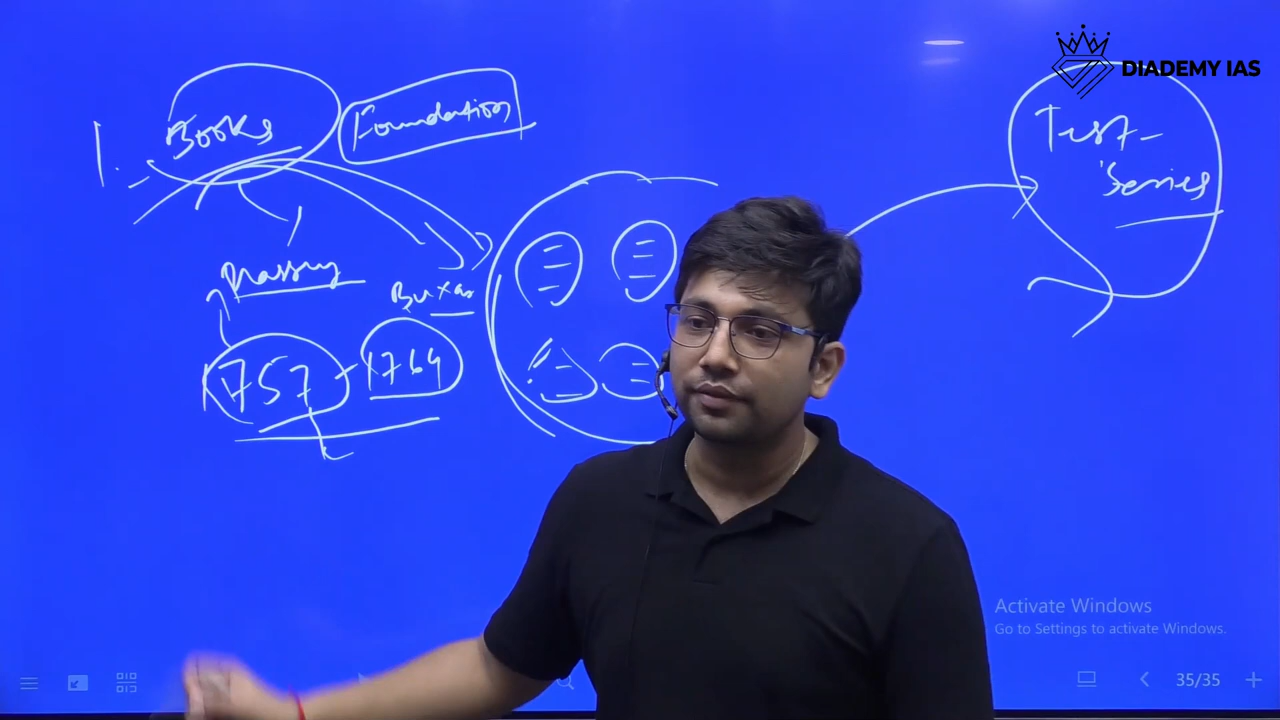 DIADEMY IAS
1. Books Foundation
Test-
Series
Plassey
Buxar
1757 - 1764
Activate Windows
Go to Settings to activate Windows.
35/35